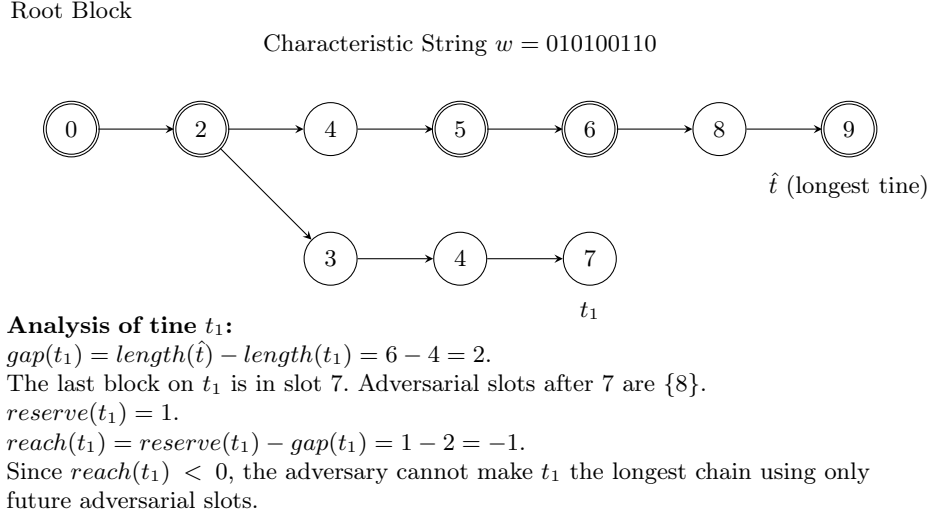 Root Block
Characteristic String w = 010100110
0 2 4 5 6 8 9
t̂ (longest tine)
3 4 7
t₁
Analysis of tine t₁:
gap(t₁) = length(t̂) − length(t₁) = 6 − 4 = 2.
The last block on t₁ is in slot 7. Adversarial slots after 7 are {8}.
reserve(t₁) = 1.
reach(t₁) = reserve(t₁) − gap(t₁) = 1 − 2 = −1.
Since reach(t₁) < 0, the adversary cannot make t₁ the longest chain using only
future adversarial slots.